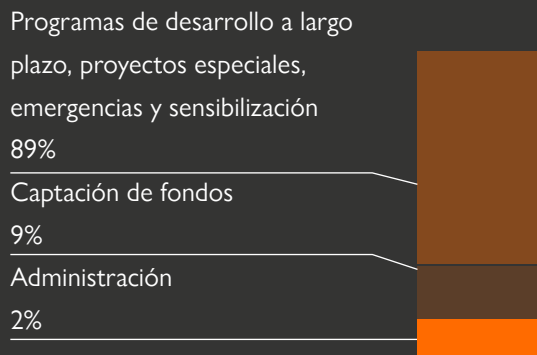 Programas de desarrollo a largo
plazo, proyectos especiales,
emergencias y sensibilización
89%
Captación de fondos
9%
Administración
2%